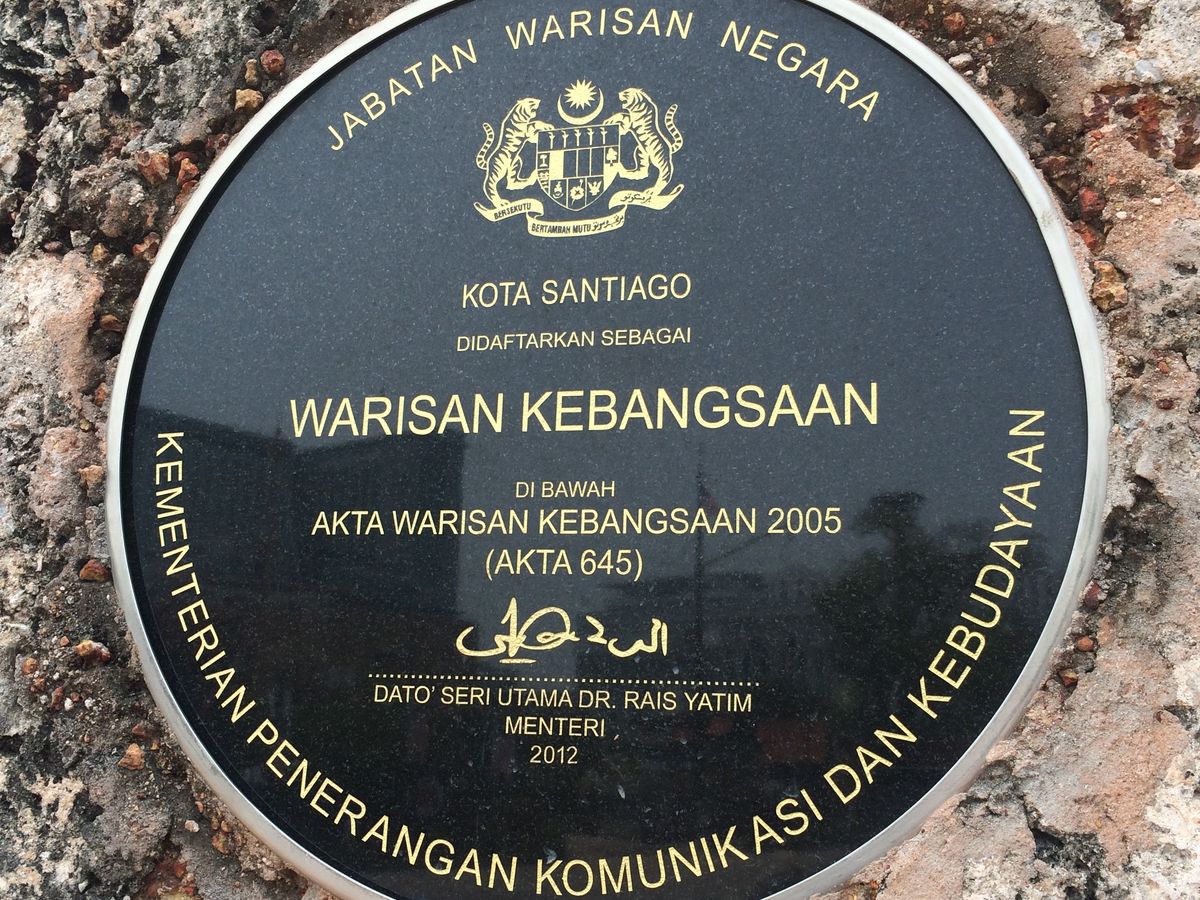 JABATAN WARISAN NEGARA
BERSEKUTU
BERTAMBAH MUTU
KOTA SANTIAGO
DIDAFTARKAN SEBAGAI
WARISAN KEBANGSAAN
DI BAWAH
AKTA WARISAN KEBANGSAAN 2005
(AKTA 645)
DATO' SERI UTAMA DR. RAIS YATIM
MENTERI
2012
KEMENTERIAN PENERANGAN KOMUNIKASI DAN KEBUDAYAAN